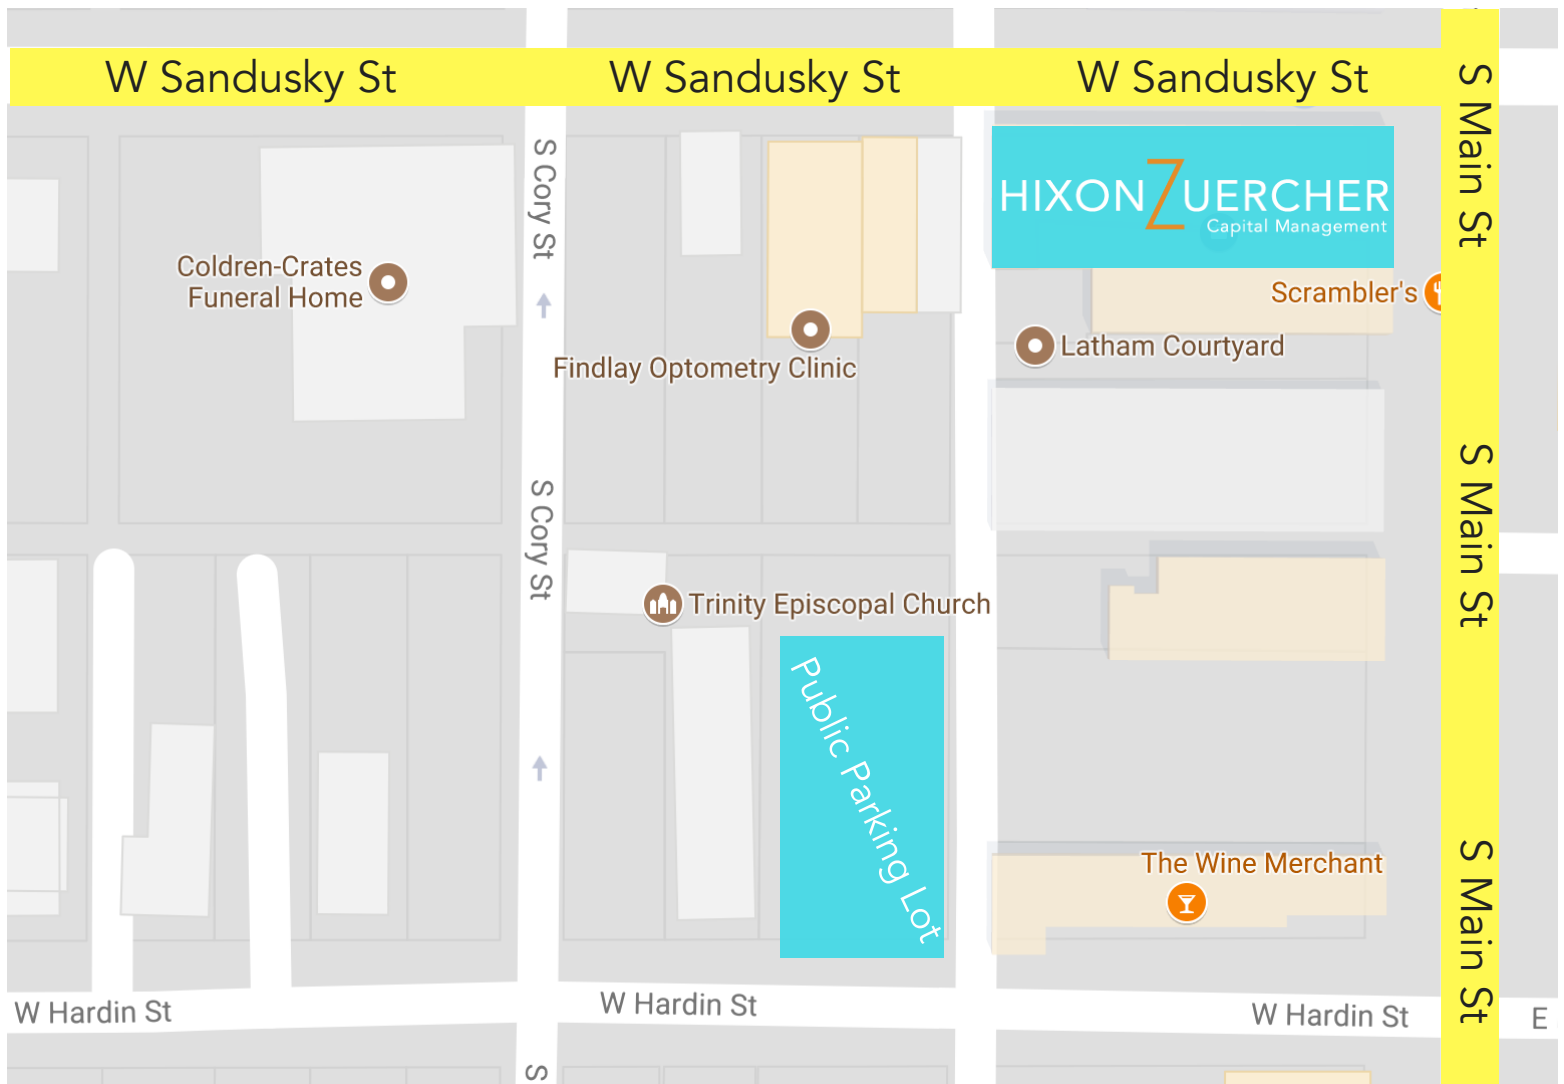 W Sandusky St
W Sandusky St
W Sandusky St
S Main St
S Cory St
HIXON ZUERCHER
Capital Management
Coldren-Crates
Funeral Home
Scrambler's
Findlay Optometry Clinic
Latham Courtyard
S Cory St
S Main St
Trinity Episcopal Church
Public Parking Lot
The Wine Merchant
S Main St
W Hardin St
W Hardin St
W Hardin St
E
S